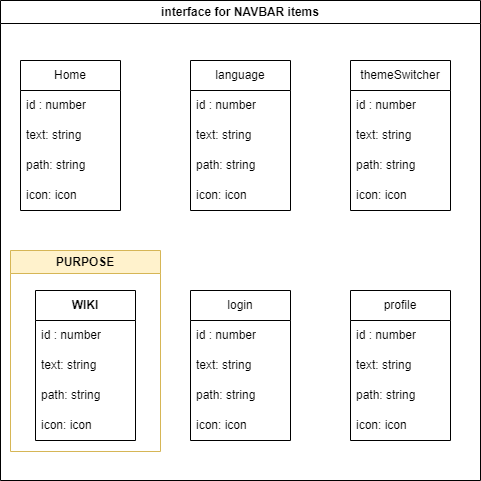 interface for NAVBAR items
Home
id : number
text: string
path: string
icon: icon
language
id : number
text: string
path: string
icon: icon
themeSwitcher
id : number
text: string
path: string
icon: icon
PURPOSE
WIKI
id : number
text: string
path: string
icon: icon
login
id : number
text: string
path: string
icon: icon
profile
id : number
text: string
path: string
icon: icon